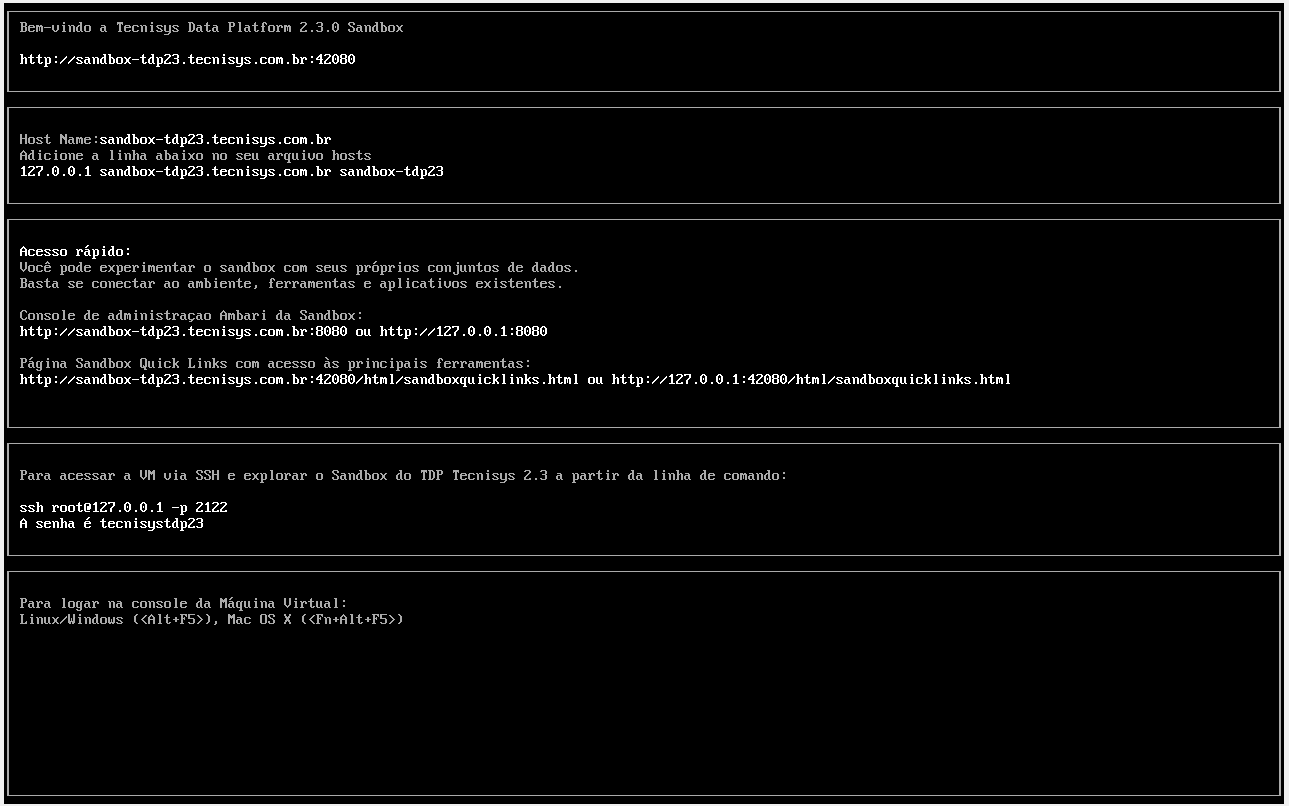 Bem-vindo a Tecnisys Data Platform 2.3.0 Sandbox
http://sandbox-tdp23.tecnisys.com.br:42080
Host Name:sandbox-tdp23.tecnisys.com.br
Adicione a linha abaixo no seu arquivo hosts
127.0.0.1 sandbox-tdp23.tecnisys.com.br sandbox-tdp23
Acesso rápido:
Você pode experimentar o sandbox com seus próprios conjuntos de dados.
Basta se conectar ao ambiente, ferramentas e aplicativos existentes.
Console de administraçao Ambari da Sandbox:
http://sandbox-tdp23.tecnisys.com.br:8080 ou http://127.0.0.1:8080
Página Sandbox Quick Links com acesso às principais ferramentas:
http://sandbox-tdp23.tecnisys.com.br:42080/html/sandboxquicklinks.html ou http://127.0.0.1:42080/html/sandboxquicklinks.html
Para acessar a VM via SSH e explorar o Sandbox do TDP Tecnisys 2.3 a partir da linha de comando:
ssh root@127.0.0.1 -p 2122
A senha é tecnisystdp23
Para logar na console da Máquina Virtual:
Linux/Windows (<Alt+F5>), Mac OS X (<Fn+Alt+F5>)